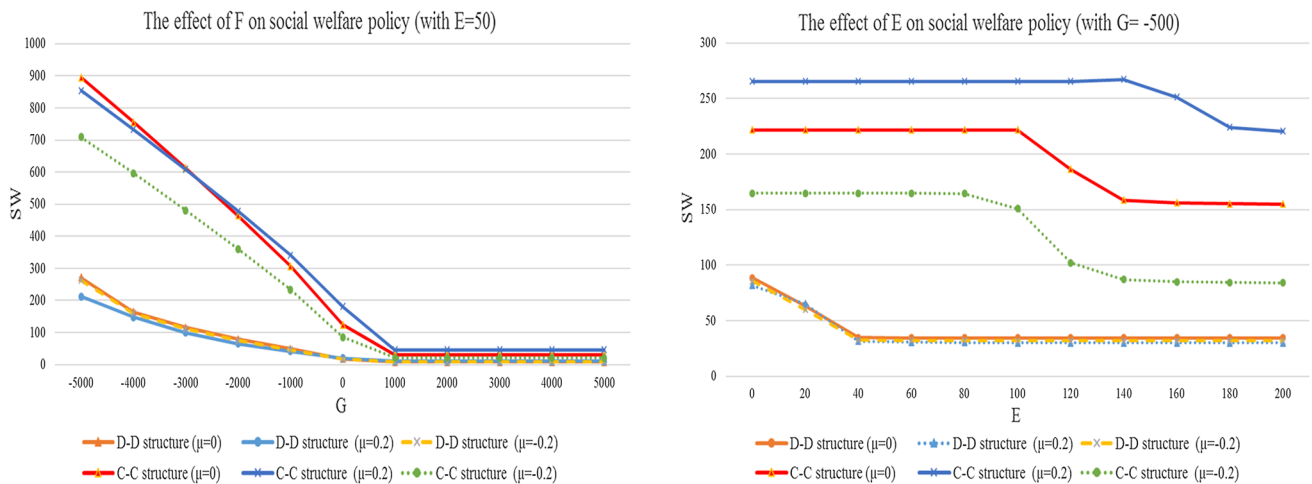 The effect of F on social welfare policy (with E=50)
1000
900
800
700
600
500
400
300
200
100
0
SW
-5000 -4000 -3000 -2000 -1000 0 1000 2000 3000 4000 5000
G
D-D structure (μ=0) D-D structure (μ=0.2) D-D structure (μ=-0.2)
C-C structure (μ=0) C-C structure (μ=0.2) C-C structure (μ=-0.2)
The effect of E on social welfare policy (with G= -500)
300
250
200
150
100
50
0
SW
0 20 40 60 80 100 120 140 160 180 200
E
D-D structure (μ=0) D-D structure (μ=0.2) D-D structure (μ=-0.2)
C-C structure (μ=0) C-C structure (μ=0.2) C-C structure (μ=-0.2)